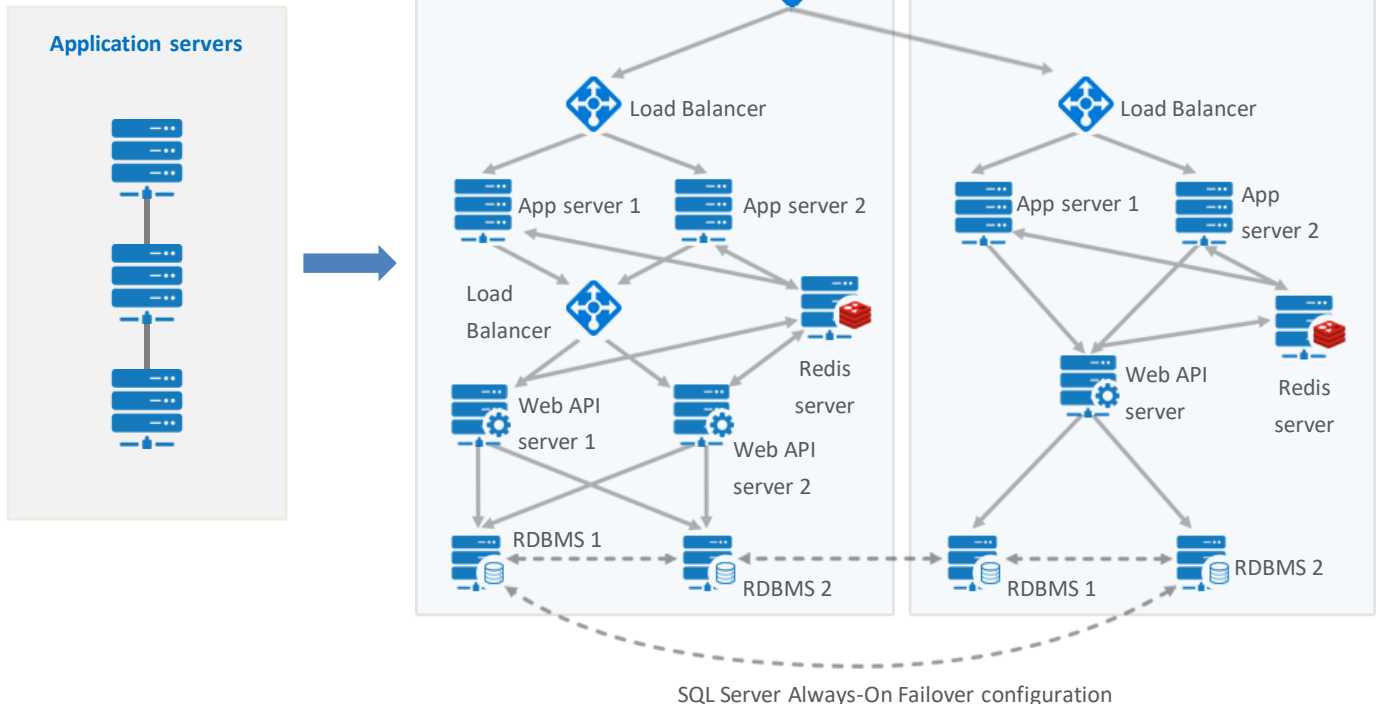 Application servers
Load Balancer
App server 1
App server 2
Load
Balancer
Redis
server
Web API
server 1
Web API
server 2
RDBMS 1
RDBMS 2
Load Balancer
App server 1
App
server 2
Web API
server
Redis
server
RDBMS 1
RDBMS 2
SQL Server Always-On Failover configuration